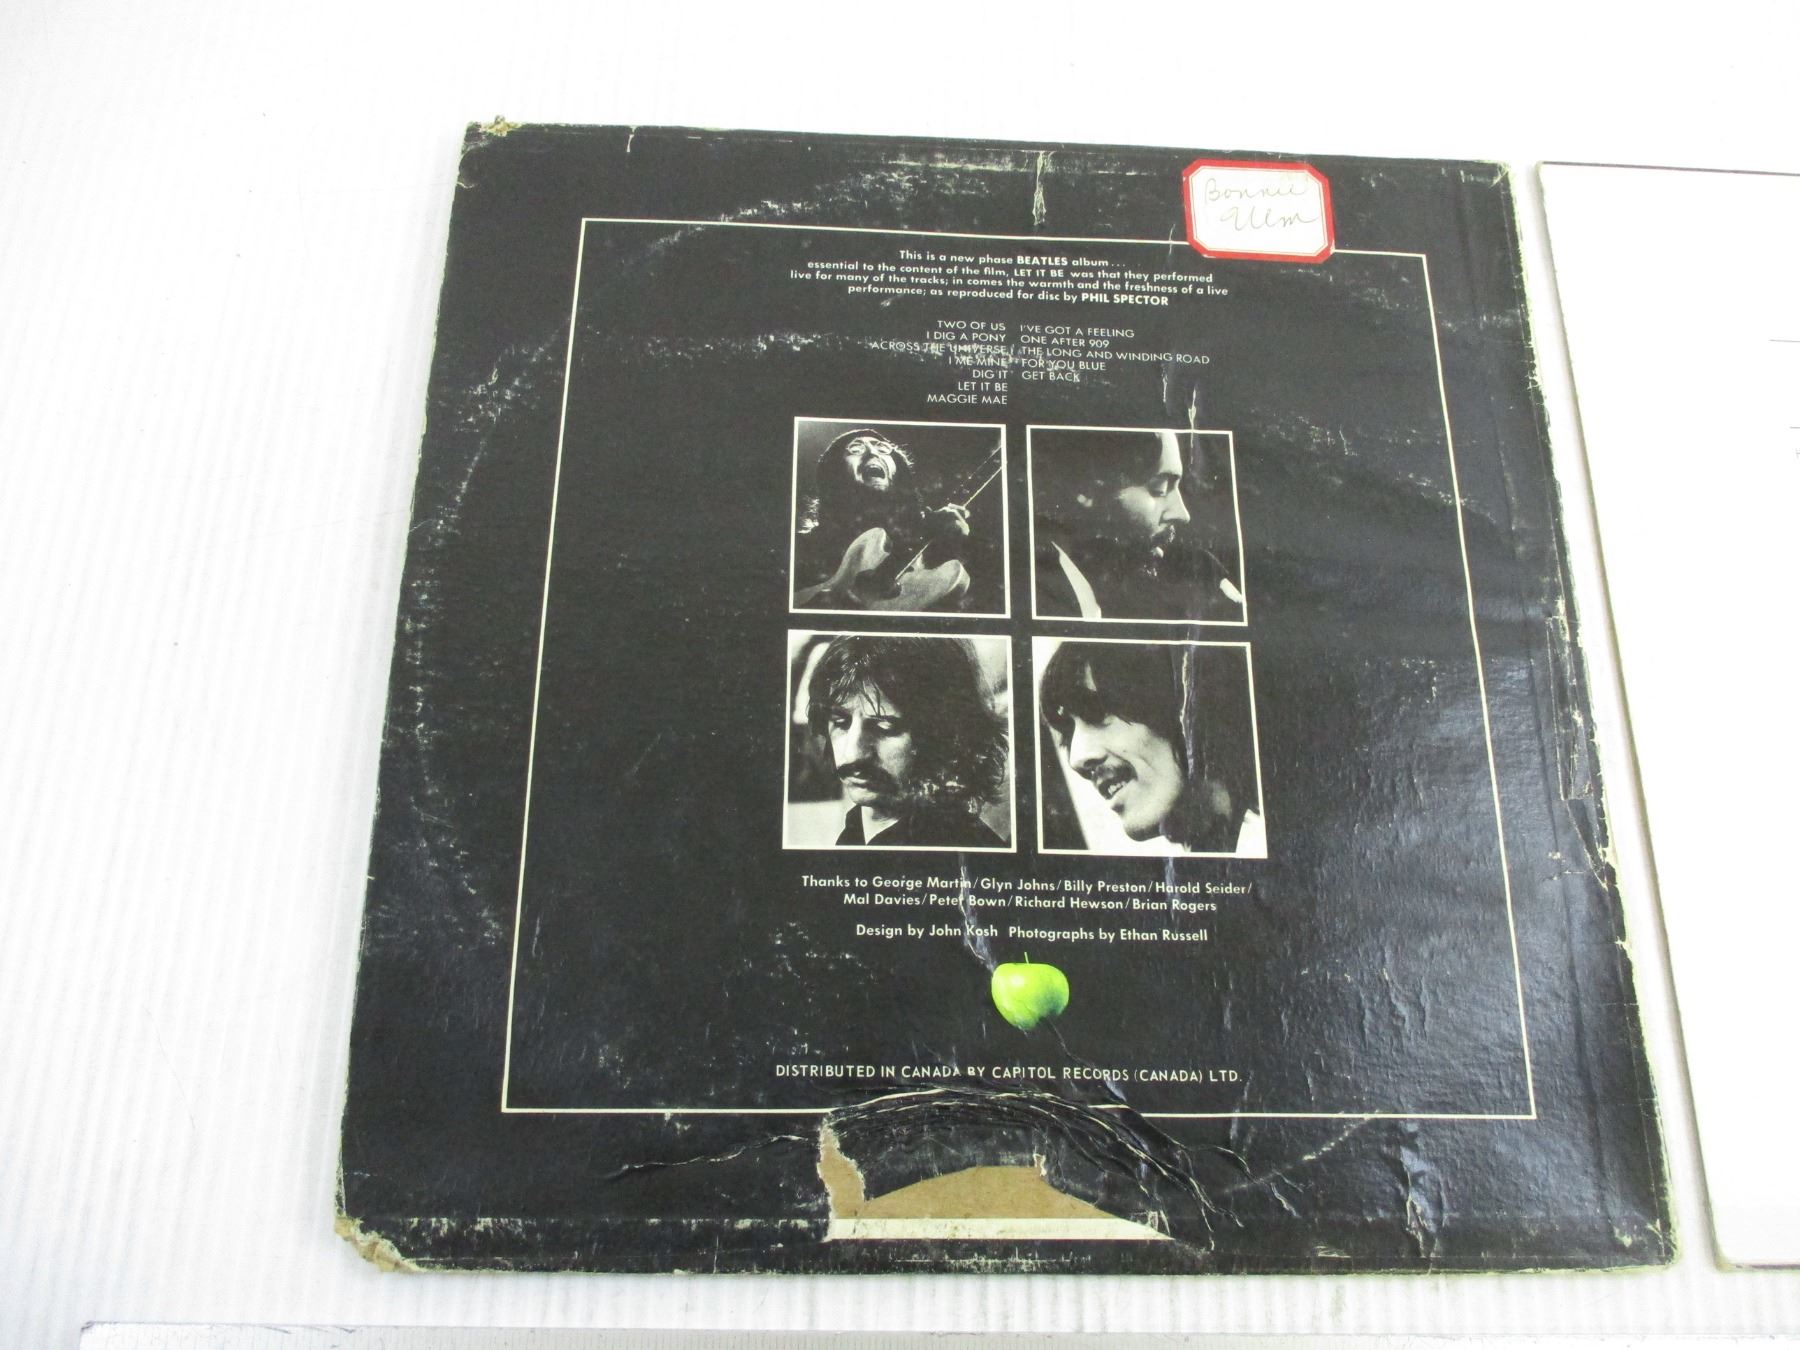 Bonnie
This is a new phase BEATLES album...
essential to the content of the film, LET IT BE was that they performed
live for many of the tracks; in comes the warmth and the freshness of a live
performance; as reproduced for disc by PHIL SPECTOR
TWO OF US
I DIG A PONY
ACROSS THE UNIVERSE
I ME MINE
DIG IT
LET IT BE
MAGGIE MAE
I'VE GOT A FEELING
ONE AFTER 909
THE LONG AND WINDING ROAD
FOR YOU BLUE
GET BACK
Thanks to George Martin/Glyn Johns/Billy Preston/Harold Seider/
Mal Davies/Peter Bown/Richard Hewson/Brian Rogers
Design by John Kosh Photographs by Ethan Russell
DISTRIBUTED IN CANADA BY CAPITOL RECORDS (CANADA) LTD.